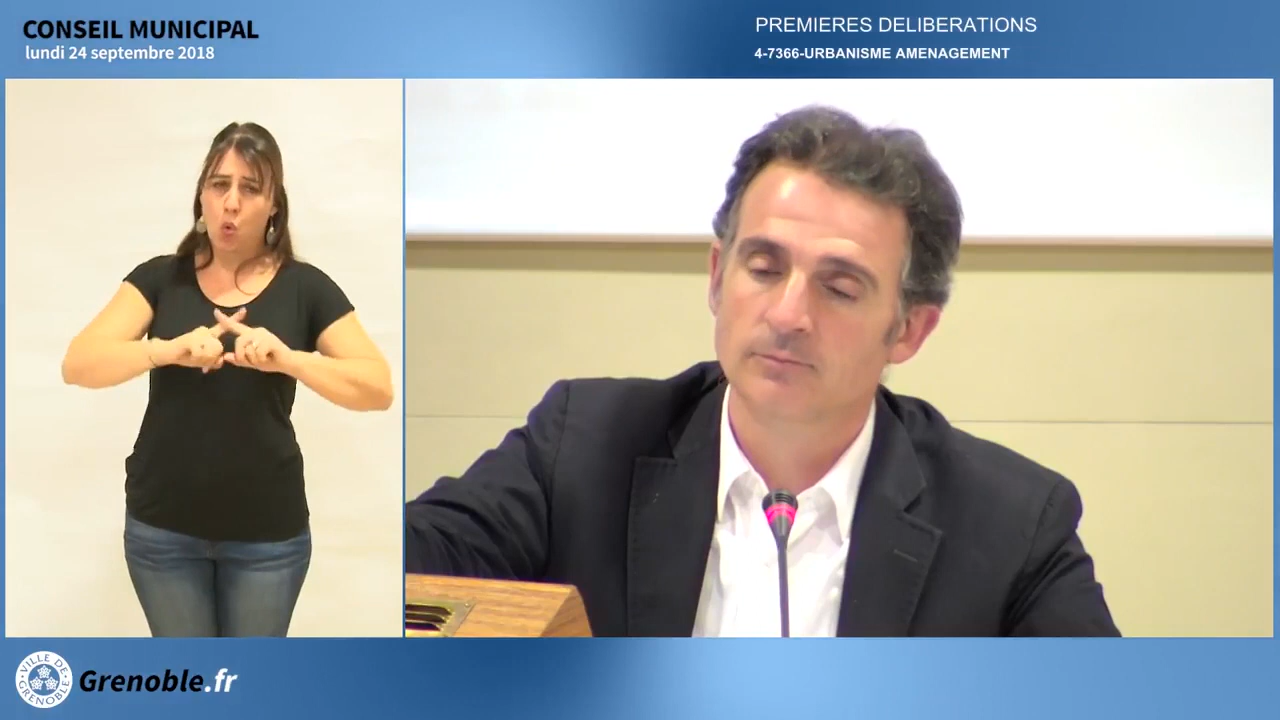 CONSEIL MUNICIPAL
lundi 24 septembre 2018
PREMIERES DELIBERATIONS
4-7366-URBANISME AMENAGEMENT
VILLE DE
GRENOBLE
Grenoble.fr